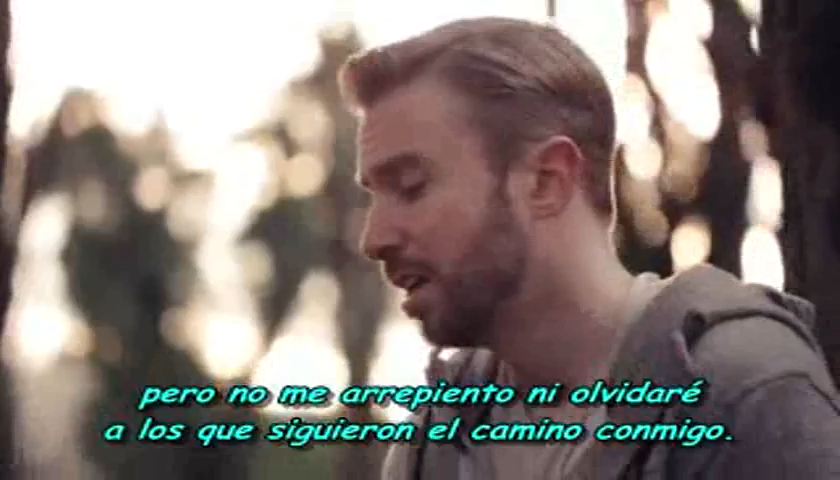 pero no me arrepiento ni olvidaré
a los que siguieron el camino conmigo.